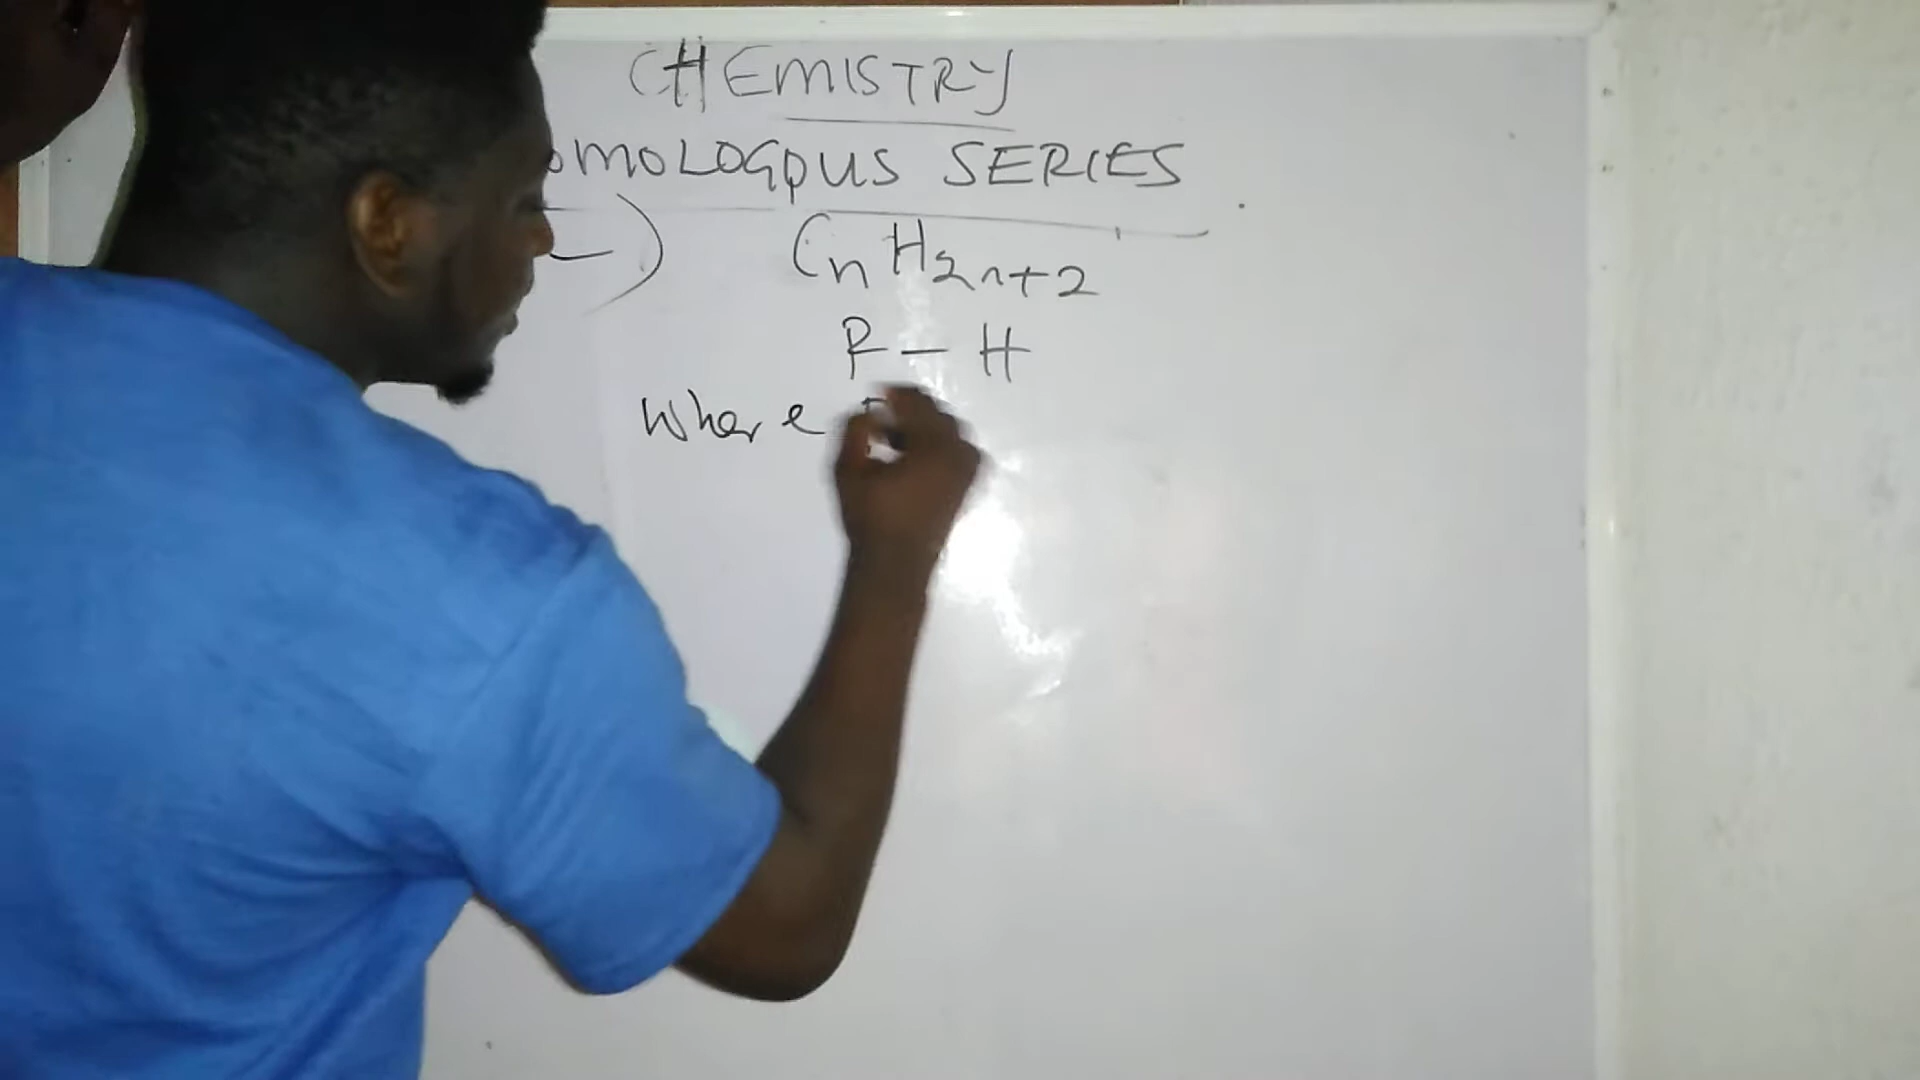 CHEMISTRY
OMOLOGOUS SERIES
–) CnH2n+2
R – H
Where